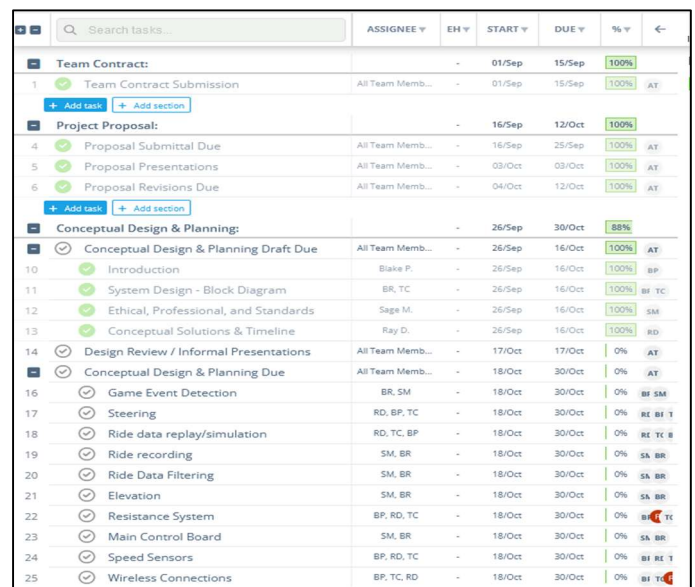 Search tasks... ASSIGNEE EH START DUE % ←
Team Contract: - 01/Sep 15/Sep 100%
1 Team Contract Submission All Team Memb... - 01/Sep 15/Sep 100% AT
+ Add task + Add section
Project Proposal: - 16/Sep 12/Oct 100%
4 Proposal Submittal Due All Team Memb... - 16/Sep 25/Sep 100% AT
5 Proposal Presentations All Team Memb... - 03/Oct 03/Oct 100% AT
6 Proposal Revisions Due All Team Memb... - 04/Oct 12/Oct 100% AT
+ Add task + Add section
Conceptual Design & Planning: - 26/Sep 30/Oct 88%
Conceptual Design & Planning Draft Due All Team Memb... - 26/Sep 16/Oct 100% AT
10 Introduction Blake P. - 26/Sep 16/Oct 100% BP
11 System Design - Block Diagram BR, TC - 26/Sep 16/Oct 100% TC
12 Ethical, Professional, and Standards Sage M. - 26/Sep 16/Oct 100% SM
13 Conceptual Solutions & Timeline Ray D. - 26/Sep 16/Oct 100% RD
14 Design Review / Informal Presentations All Team Memb... - 17/Oct 17/Oct 0% AT
Conceptual Design & Planning Due All Team Memb... - 18/Oct 30/Oct 0% AT
16 Game Event Detection BR, SM - 18/Oct 30/Oct 0% SM
17 Steering RD, BP, TC - 18/Oct 30/Oct 0%
18 Ride data replay/simulation RD, TC, BP - 18/Oct 30/Oct 0%
19 Ride recording SM, BR - 18/Oct 30/Oct 0% BR
20 Ride Data Filtering SM, BR - 18/Oct 30/Oct 0% BR
21 Elevation SM, BR - 18/Oct 30/Oct 0% BR
22 Resistance System BP, RD, TC - 18/Oct 30/Oct 0%
23 Main Control Board SM, BR - 18/Oct 30/Oct 0% BR
24 Speed Sensors BP, RD, TC - 18/Oct 30/Oct 0%
25 Wireless Connections BP, TC, RD - 18/Oct 30/Oct 0%